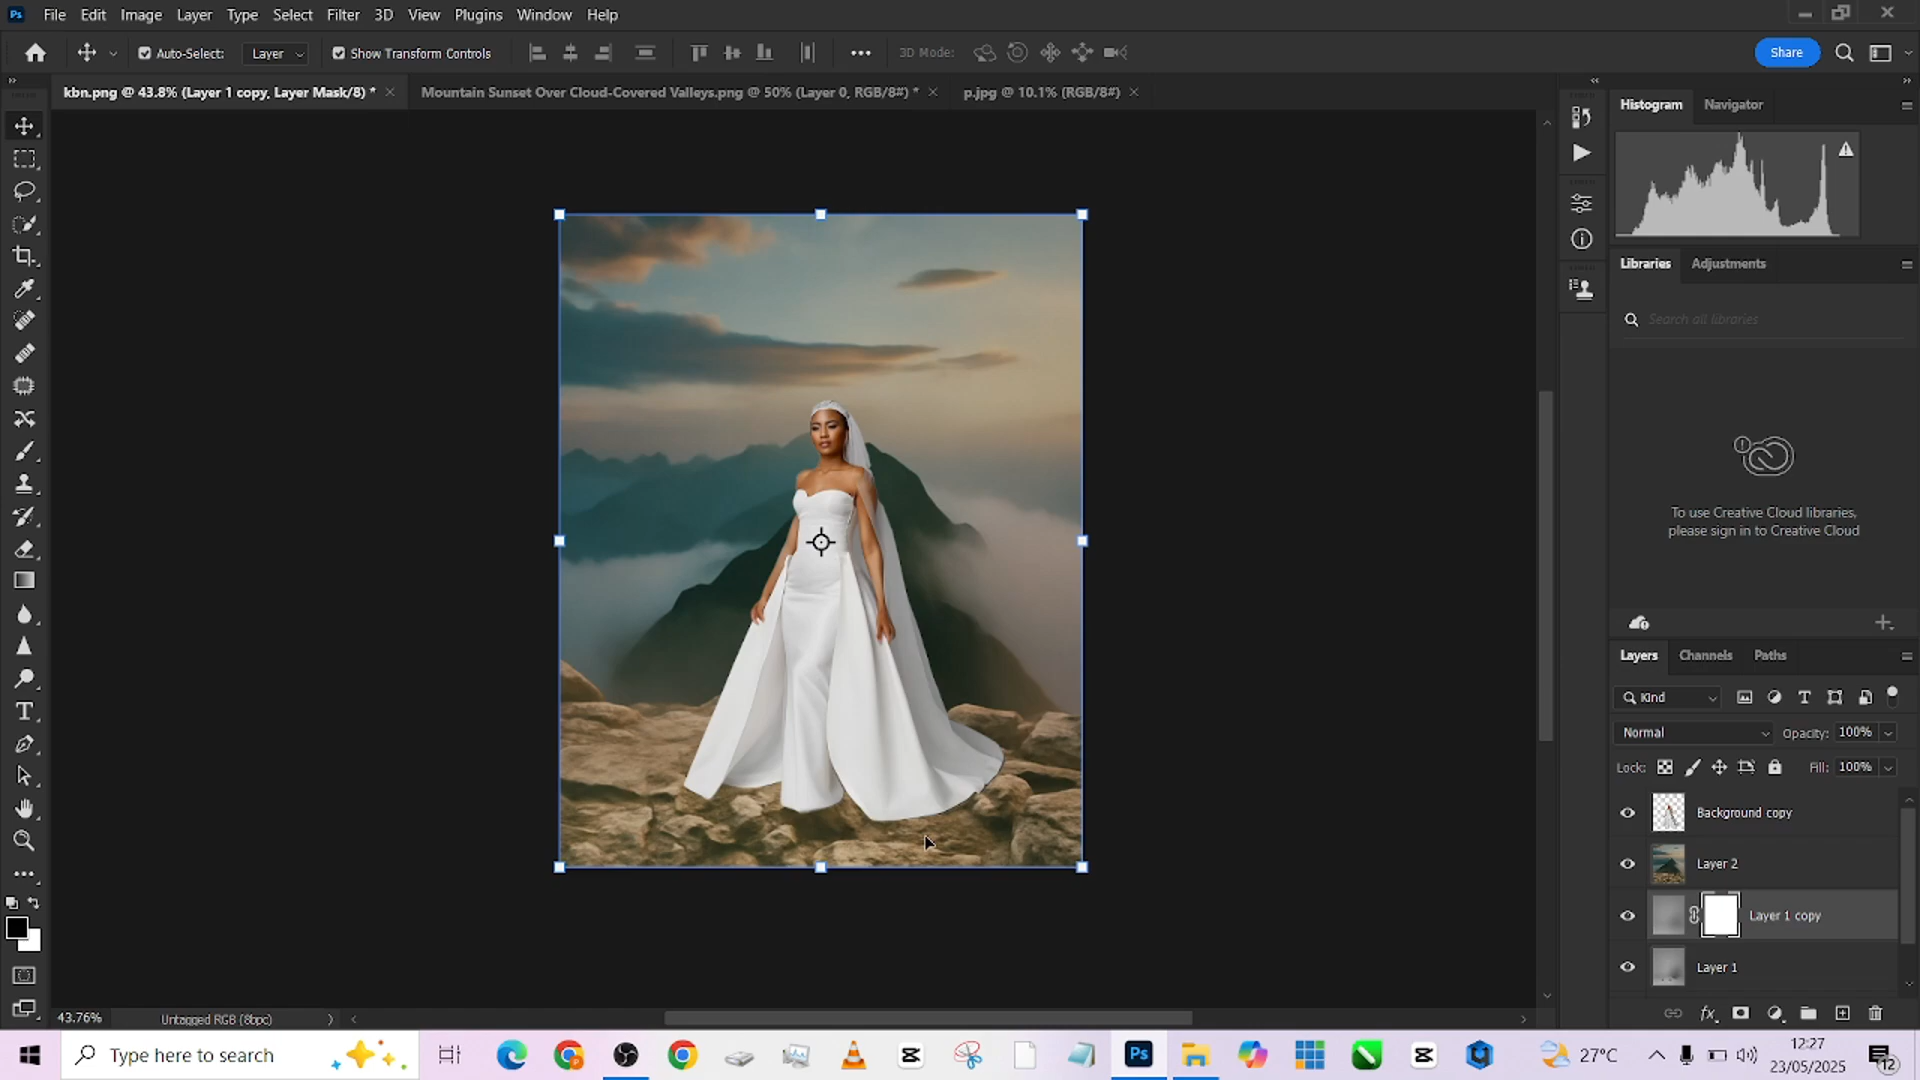 Ps File Edit Image Layer Type Select Filter 3D View Plugins Window Help
Auto-Select: Layer Show Transform Controls 3D Mode: Share
kbn.png @ 43.8% (Layer 1 copy, Layer Mask/8) * Mountain Sunset Over Cloud-Covered Valleys.png @ 50% (Layer 0, RGB/8#) * p.jpg @ 10.1% (RGB/8#)
Histogram Navigator
Libraries Adjustments
Search all libraries
To use Creative Cloud libraries,
please sign in to Creative Cloud
Layers Channels Paths
Kind
Normal Opacity: 100%
Lock: Fill: 100%
Background copy
Layer 2
Layer 1 copy
Layer 1
43.76% Untagged RGB (8bpc)
Type here to search Ps 27°C 12:27
23/05/2025 12